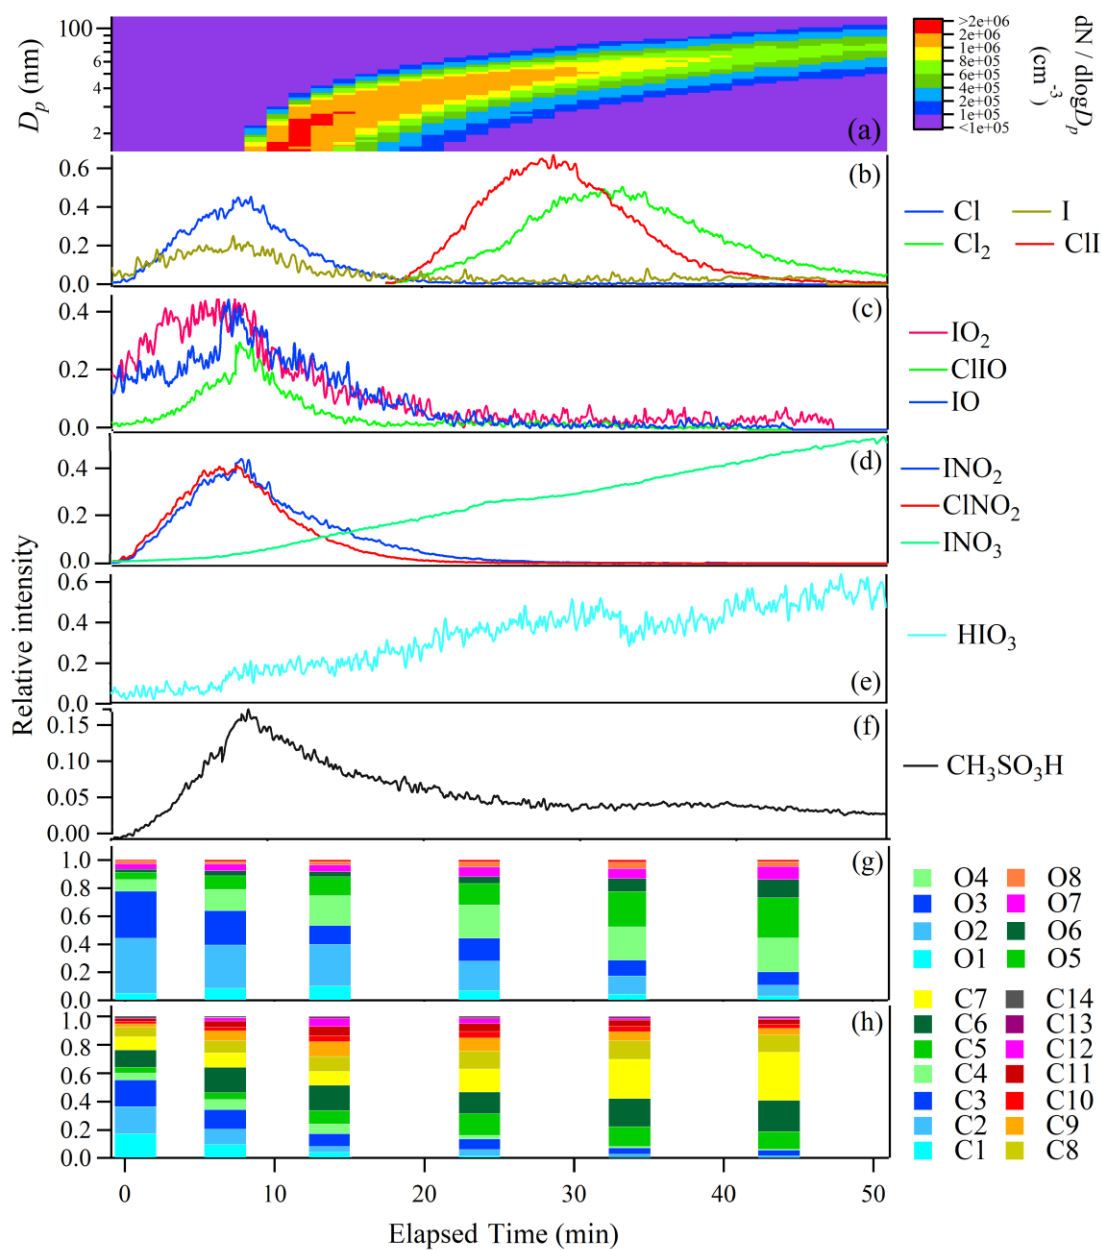 100
6
4
2
D_p (nm)
(a)
>2e+06
2e+06
1e+06
8e+05
6e+05
4e+05
2e+05
1e+05
<1e+05
dN / dlogD_p
(cm⁻³)
0.6
0.4
0.2
0.0
(b)
Cl I
Cl₂ ClI
0.4
0.2
0.0
(c)
IO₂
ClIO
IO
0.4
0.2
0.0
(d)
INO₂
ClNO₂
INO₃
0.6
0.4
0.2
0.0
(e)
HIO₃
Relative intensity
0.15
0.10
0.05
0.00
(f)
CH₃SO₃H
1.0
0.8
0.6
0.4
0.2
0.0
(g)
O4 O8
O3 O7
O2 O6
O1 O5
1.0
0.8
0.6
0.4
0.2
0.0
(h)
C7 C14
C6 C13
C5 C12
C4 C11
C3 C10
C2 C9
C1 C8
0 10 20 30 40 50
Elapsed Time (min)